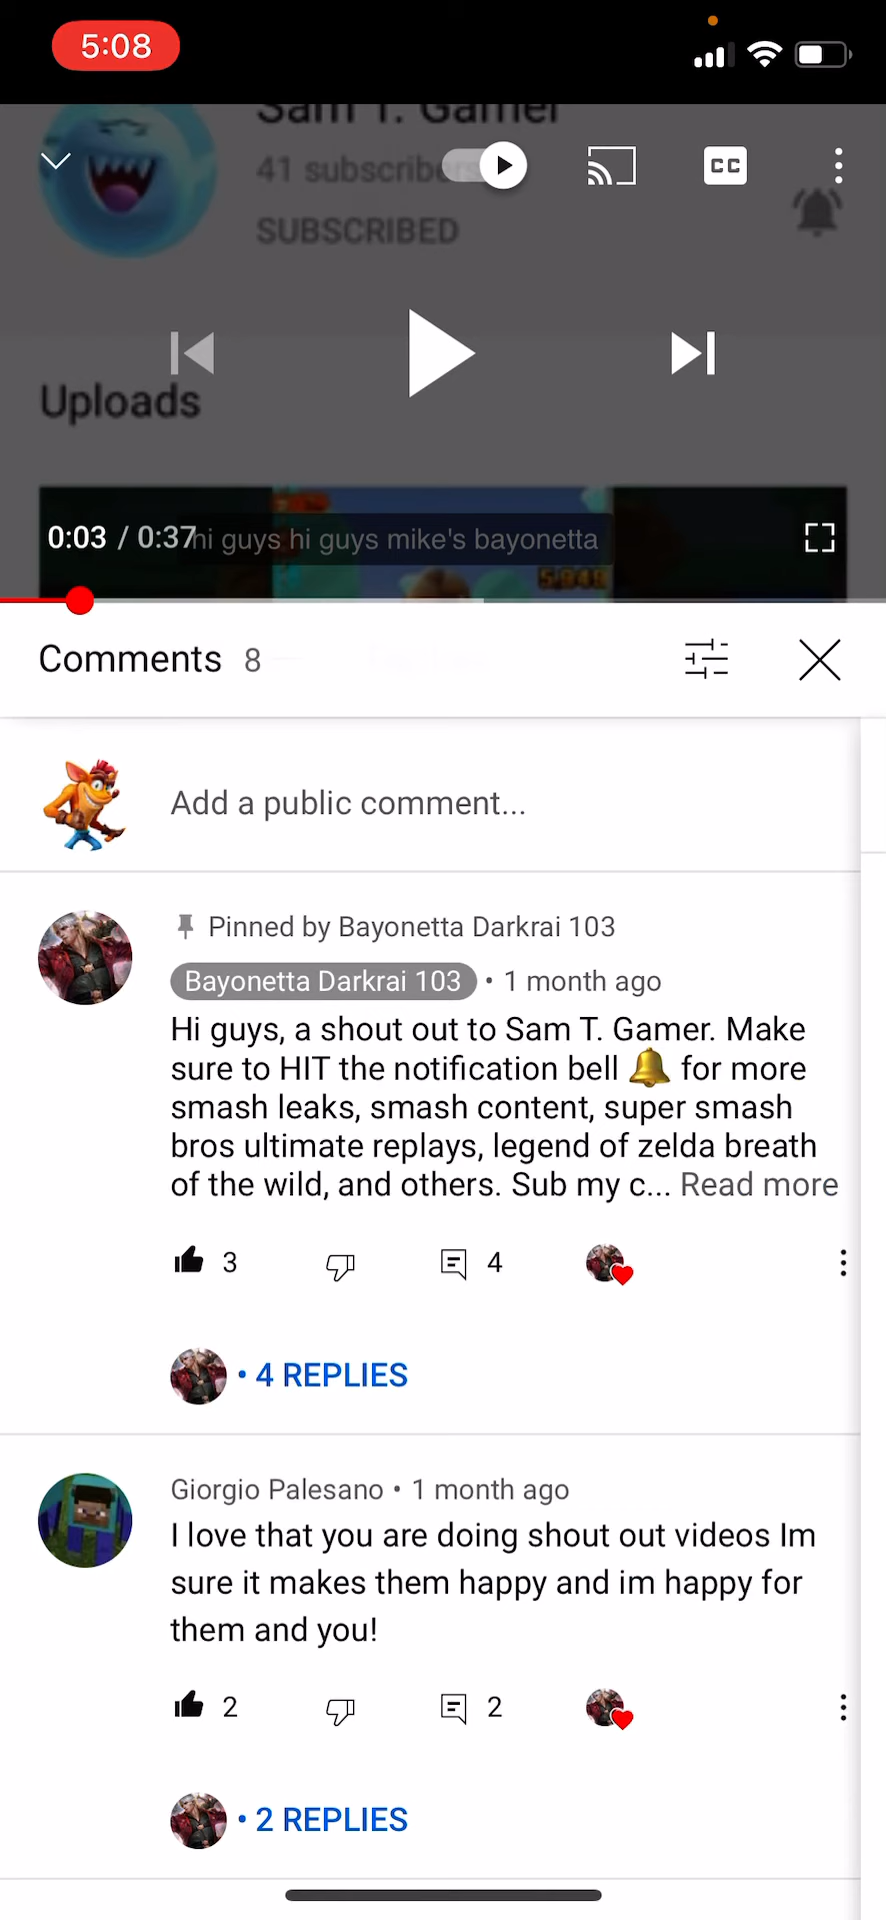 5:08
Sam T. Gamer
41 subscribers
SUBSCRIBED
CC
Uploads
0:03 / 0:37
hi guys hi guys mike's bayonetta
5,948
Comments 8
Add a public comment...
Pinned by Bayonetta Darkrai 103
Bayonetta Darkrai 103 • 1 month ago
Hi guys, a shout out to Sam T. Gamer. Make
sure to HIT the notification bell 🔔 for more
smash leaks, smash content, super smash
bros ultimate replays, legend of zelda breath
of the wild, and others. Sub my c... Read more
3 4
• 4 REPLIES
Giorgio Palesano • 1 month ago
I love that you are doing shout out videos Im
sure it makes them happy and im happy for
them and you!
2 2
• 2 REPLIES